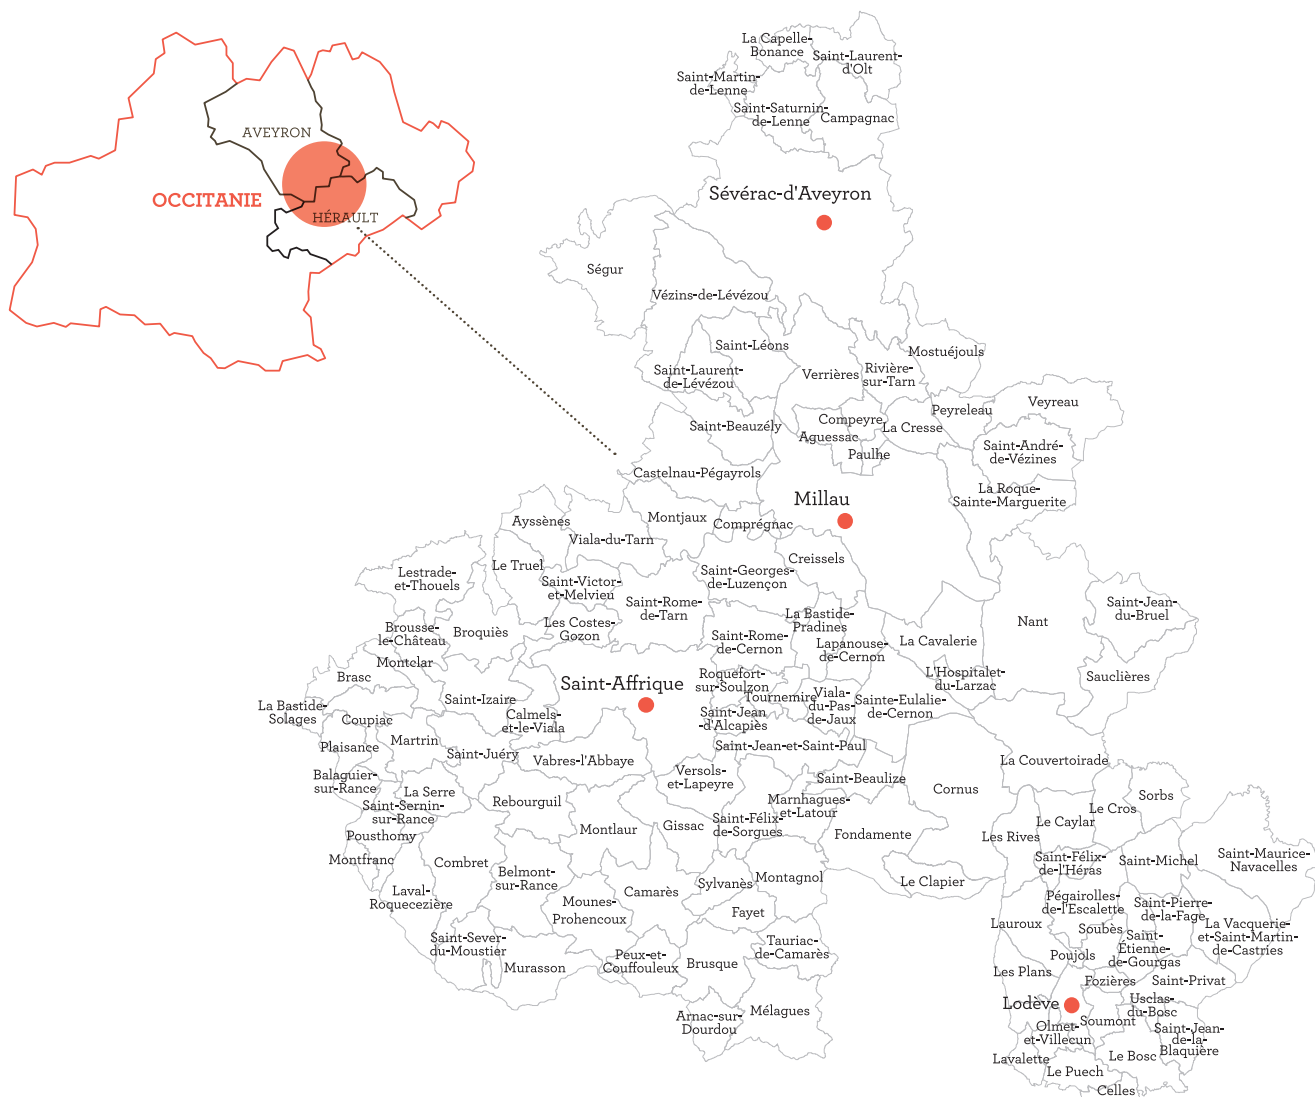 AVEYRON
OCCITANIE
HÉRAULT
La Capelle-
Bonance
Saint-Laurent-
d'Olt
Saint-Martin-
de-Lenne
Saint-Saturnin-
de-Lenne
Campagnac
Sévérac-d'Aveyron
Ségur
Vézins-de-Lévézou
Saint-Léons
Mostuéjouls
Saint-Laurent-
de-Lévézou
Verrières
Rivière-
sur-Tarn
Veyreau
Peyreleau
Saint-Beauzély
Compeyre
La Cresse
Aguessac
Paulhe
Saint-André-
de-Vézines
Castelnau-Pégayrols
La Roque-
Sainte-Marguerite
Millau
Ayssènes
Montjaux
Comprégnac
Viala-du-Tarn
Creissels
Le Truel
Lestrade-
et-Thouels
Saint-Victor-
et-Melvieu
Saint-Georges-
de-Luzençon
Saint-Rome-
de-Tarn
Saint-Jean-
du-Bruel
La Bastide-
Pradines
Nant
Les Costes-
Gozon
Brousse-
le-Château
Broquiès
Saint-Rome-
de-Cernon
Lapanouse-
de-Cernon
La Cavalerie
Montclar
Brasc
L'Hospitalet-
du-Larzac
Sauclières
Roquefort-
sur-Soulzon
Saint-Affrique
Tournemire
Viala-
du-Pas-
de-Jaux
Sainte-Eulalie-
de-Cernon
Saint-Izaire
La Bastide-
Solages
Coupiac
Calmels-
et-le-Viala
Saint-Jean
-d'Alcapiès
Plaisance
Martrin
Saint-Juéry
Vabres-l'Abbaye
Saint-Jean-et-Saint-Paul
La Couvertoirade
Balaguier-
sur-Rance
Versols-
et-Lapeyre
Saint-Beaulize
Cornus
La Serre
Rebourguil
Marnhagues-
et-Latour
Sorbs
Saint-Sernin-
sur-Rance
Le Cros
Le Caylar
Pousthomy
Montlaur
Gissac
Saint-Félix-
de-Sorgues
Fondamente
Les Rives
Montfranc
Combret
Saint-Félix-
de-l'Héras
Saint-Michel
Saint-Maurice-
Navacelles
Belmont-
sur-Rance
Sylvanès
Montagnol
Le Clapier
Laval-
Roquecezière
Camarès
Mounes-
Prohencoux
Pégairolles-
de-l'Escalette
Saint-Pierre-
de-la-Fage
Fayet
Lauroux
Soubès
La Vacquerie-
et-Saint-Martin-
de-Castries
Saint-Sever-
du-Moustier
Tauriac-
de-Camarès
Saint-
Étienne-
de-Gourgas
Poujols
Peux-et-
Couffouleux
Brusque
Murasson
Les Plans
Fozières
Saint-Privat
Lodève
Usclas-
du-Bosc
Arnac-sur-
Dourdou
Mélagues
Olmet-
et-Villecun
Soumont
Saint-Jean-
de-la-
Blaquière
Lavalette
Le Bosc
Le Puech
Celles